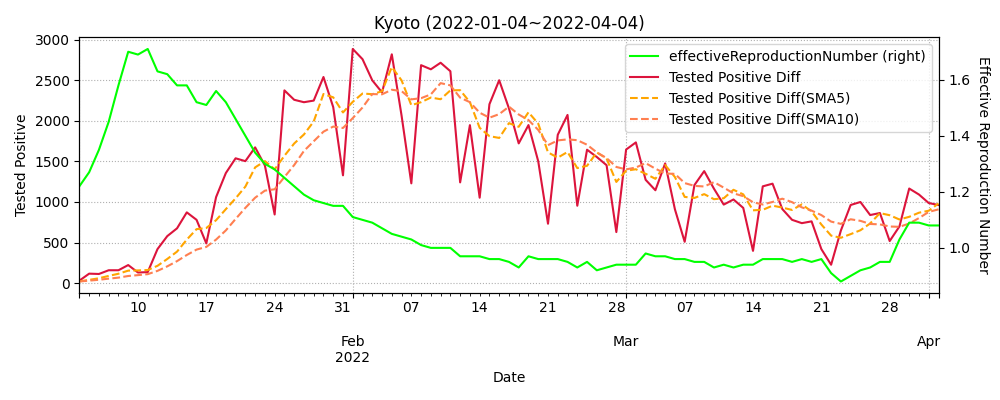 Kyoto (2022-01-04~2022-04-04)
effectiveReproductionNumber (right)
Tested Positive Diff
Tested Positive Diff(SMA5)
Tested Positive Diff(SMA10)
Tested Positive
3000
2500
2000
1500
1000
500
0
1.6
1.4
1.2
1.0
Effective Reproduction Number
10 17 24 31 07 14 21 28 07 14 21 28
Feb Mar Apr
2022
Date